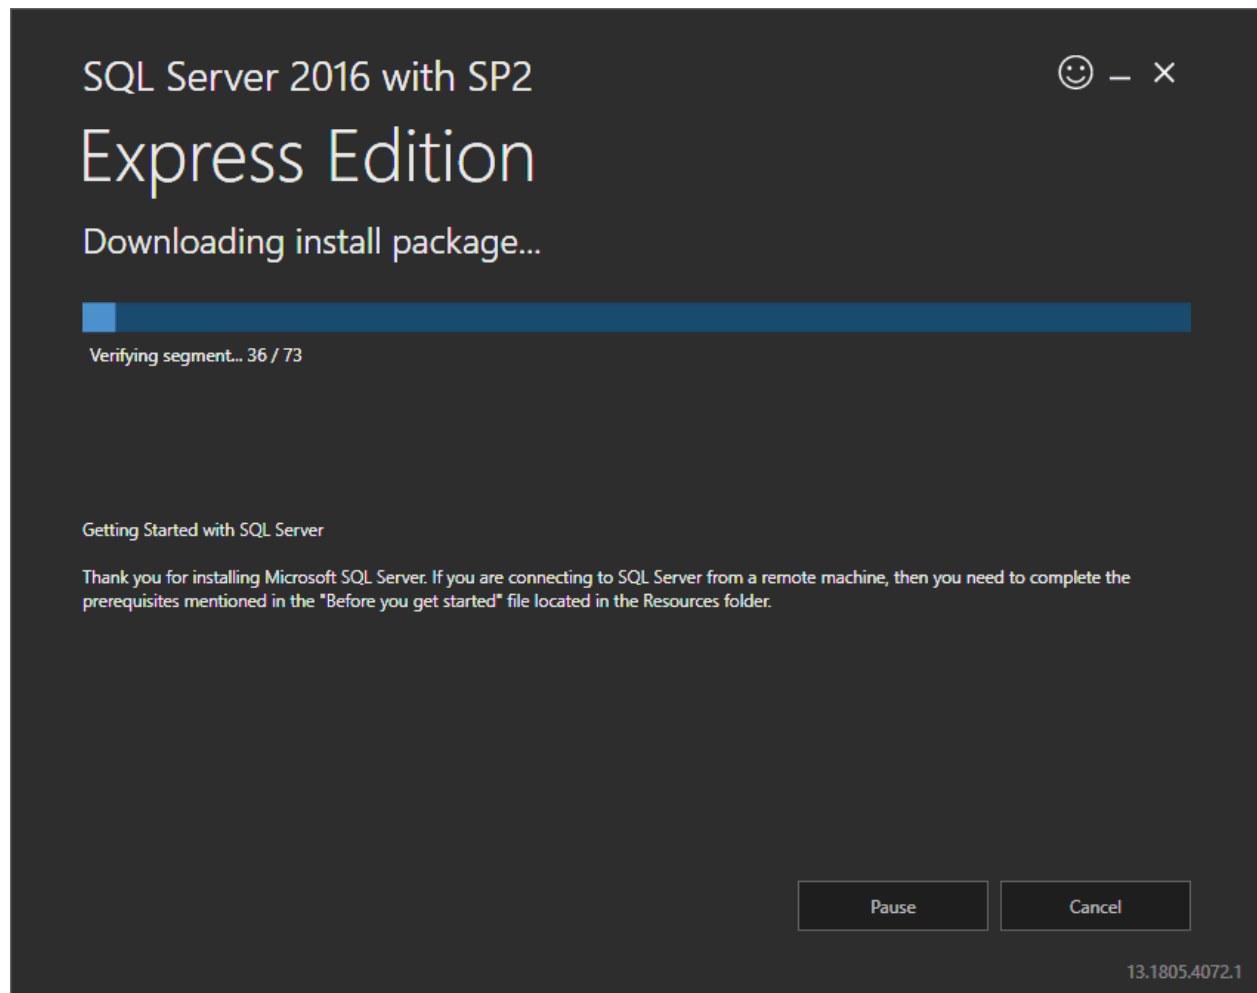 SQL Server 2016 with SP2
Express Edition
Downloading install package...
Verifying segment... 36 / 73
Getting Started with SQL Server
Thank you for installing Microsoft SQL Server. If you are connecting to SQL Server from a remote machine, then you need to complete the
prerequisites mentioned in the "Before you get started" file located in the Resources folder.
Pause
Cancel
13.1805.4072.1